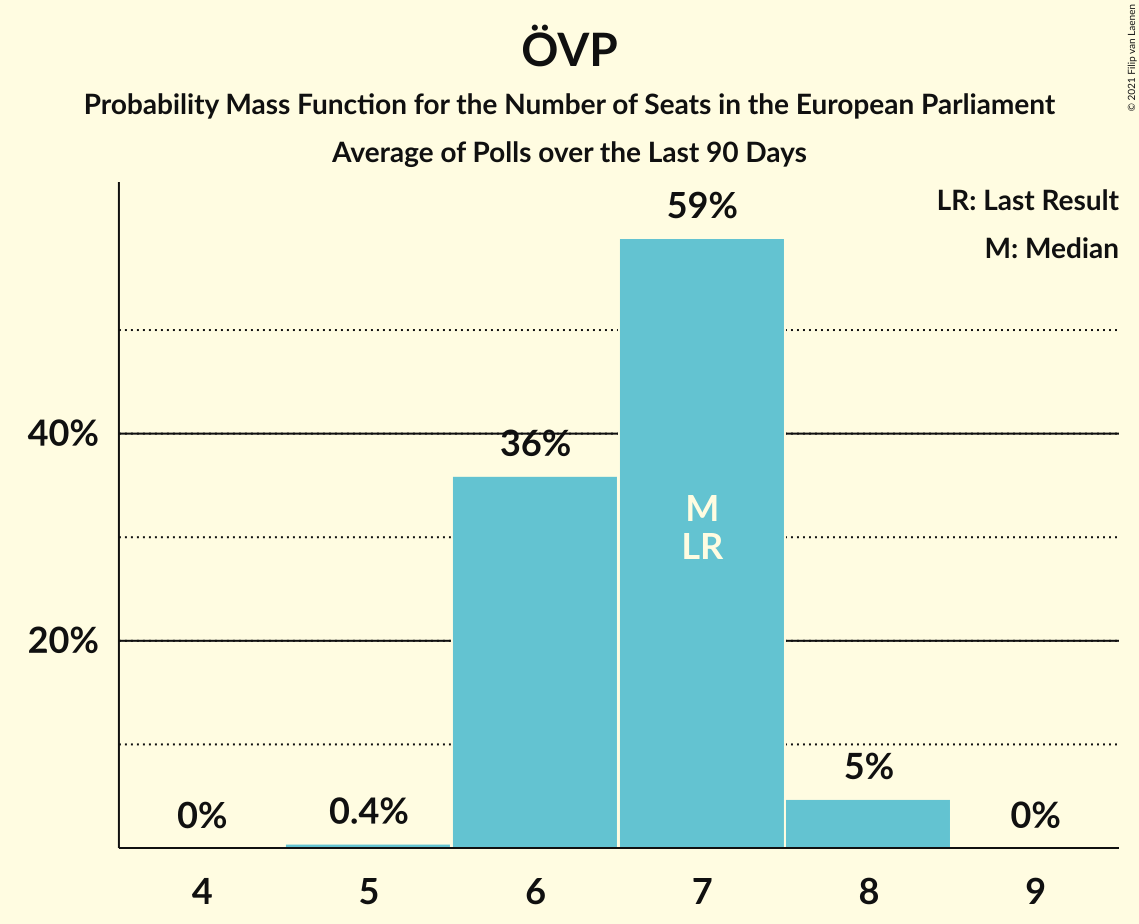 ÖVP
Probability Mass Function for the Number of Seats in the European Parliament
Average of Polls over the Last 90 Days
© 2021 Filip van Laenen
LR: Last Result
M: Median
59%
40%
36%
M
LR
20%
5%
0%
0.4%
0%
4
5
6
7
8
9